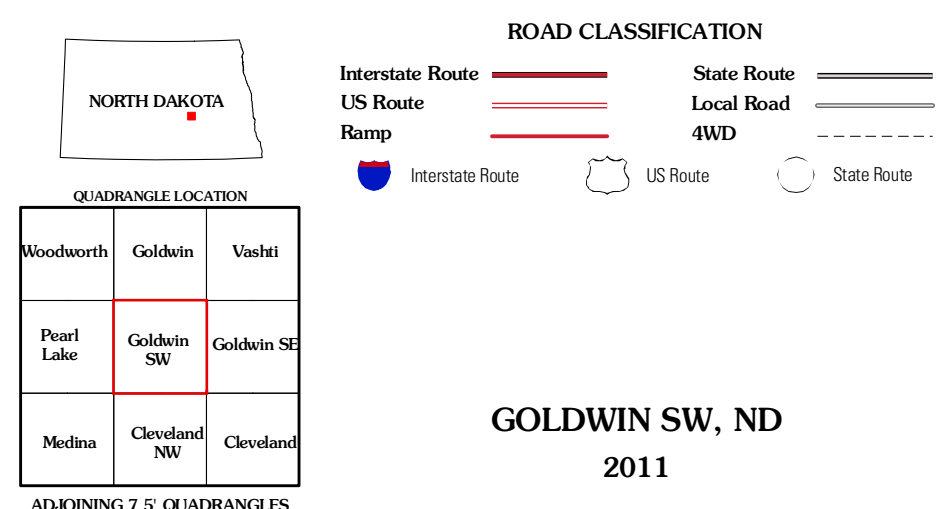 NORTH DAKOTA
QUADRANGLE LOCATION
Woodworth Goldwin Vashti
Pearl Lake
Goldwin SW
Goldwin SE
Medina
Cleveland NW
Cleveland
ADJOINING 7.5' QUADRANGLES
ROAD CLASSIFICATION
Interstate Route State Route
US Route Local Road
Ramp 4WD
Interstate Route US Route State Route
GOLDWIN SW, ND
2011